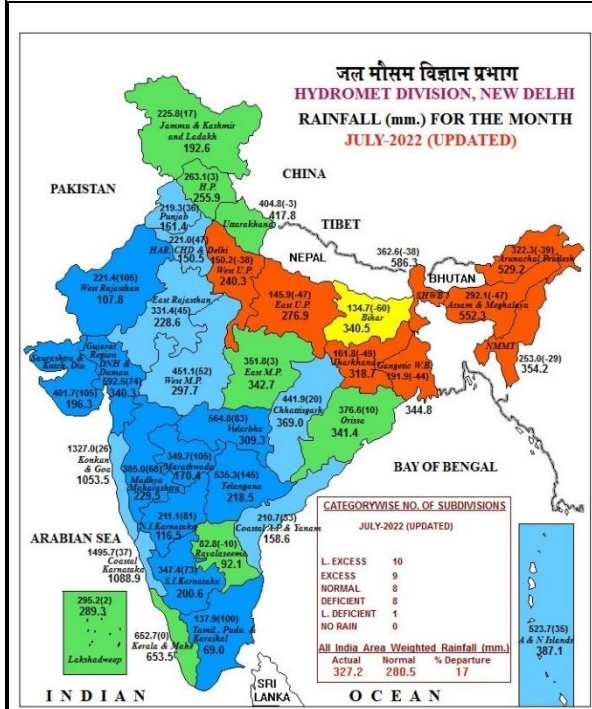 जल मौसम विज्ञान प्रभाग
HYDROMET DIVISION, NEW DELHI
RAINFALL (mm.) FOR THE MONTH
JULY-2022 (UPDATED)
225.8(17)
Jammu & Kashmir
and Ladakh
192.6
CHINA
263.1(3)
H.P.
255.9
PAKISTAN
219.3(36)
Punjab
161.4
404.8(-3)
Uttarakhand
417.8
TIBET
221.0(47)
HAR. CHD & Delhi
150.5
NEPAL
362.6(-38)
586.3
SHWB
BHUTAN
322.3(-39)
Arunachal Pradesh
529.2
150.2(-38)
West U.P.
240.3
221.4(105)
West Rajasthan
107.8
East Rajasthan
331.4(45)
228.6
145.9(-47)
East U.P.
276.9
134.7(-60)
Bihar
340.5
292.1(-47)
Assam & Meghalaya
552.3
NMMT
253.0(-29)
354.2
Gujarat
Region
DNH &
Daman
592.5(74)
340.3
Saurashtra &
Kutch, Diu
401.7(105)
196.3
451.1(52)
West M.P.
297.7
351.8(3)
East M.P.
342.7
161.8(-49)
Jharkhand
318.7
Gangetic W.B.
191.9(-44)
344.8
441.9(20)
Chhattisgarh
369.0
376.6(10)
Orissa
341.4
564.8(83)
Vidarbha
309.3
1327.0(26)
Konkan
& Goa
1053.5
349.7(105)
Marathwada
170.4
385.0(68)
Madhya
Maharashtra
229.5
535.3(145)
Telangana
218.5
BAY OF BENGAL
211.1(81)
N.I.Karnataka
116.5
210.7(33)
Coastal A.P. & Yanam
158.6
ARABIAN SEA
82.8(-10)
Rayalaseema
92.1
1495.7(37)
Coastal
Karnataka
1088.9
347.4(73)
S.I.Karnataka
200.6
295.2(2)
289.3
Lakshadweep
137.9(100)
Tamil., Pudu. &
Karaikal
69.0
652.7(0)
Kerala & Mahe
653.5
523.7(35)
A & N Islands
387.1
CATEGORYWISE NO. OF SUBDIVISIONS
JULY-2022 (UPDATED)
L. EXCESS 10
EXCESS 9
NORMAL 8
DEFICIENT 8
L. DEFICIENT 1
NO RAIN 0
All India Area Weighted Rainfall (mm.)
Actual Normal % Departure
327.2 280.5 17
SRI
LANKA
INDIAN OCEAN